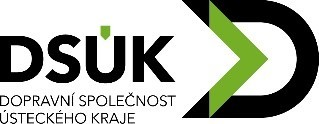 DSÚK
DOPRAVNÍ SPOLEČNOST
ÚSTECKÉHO KRAJE